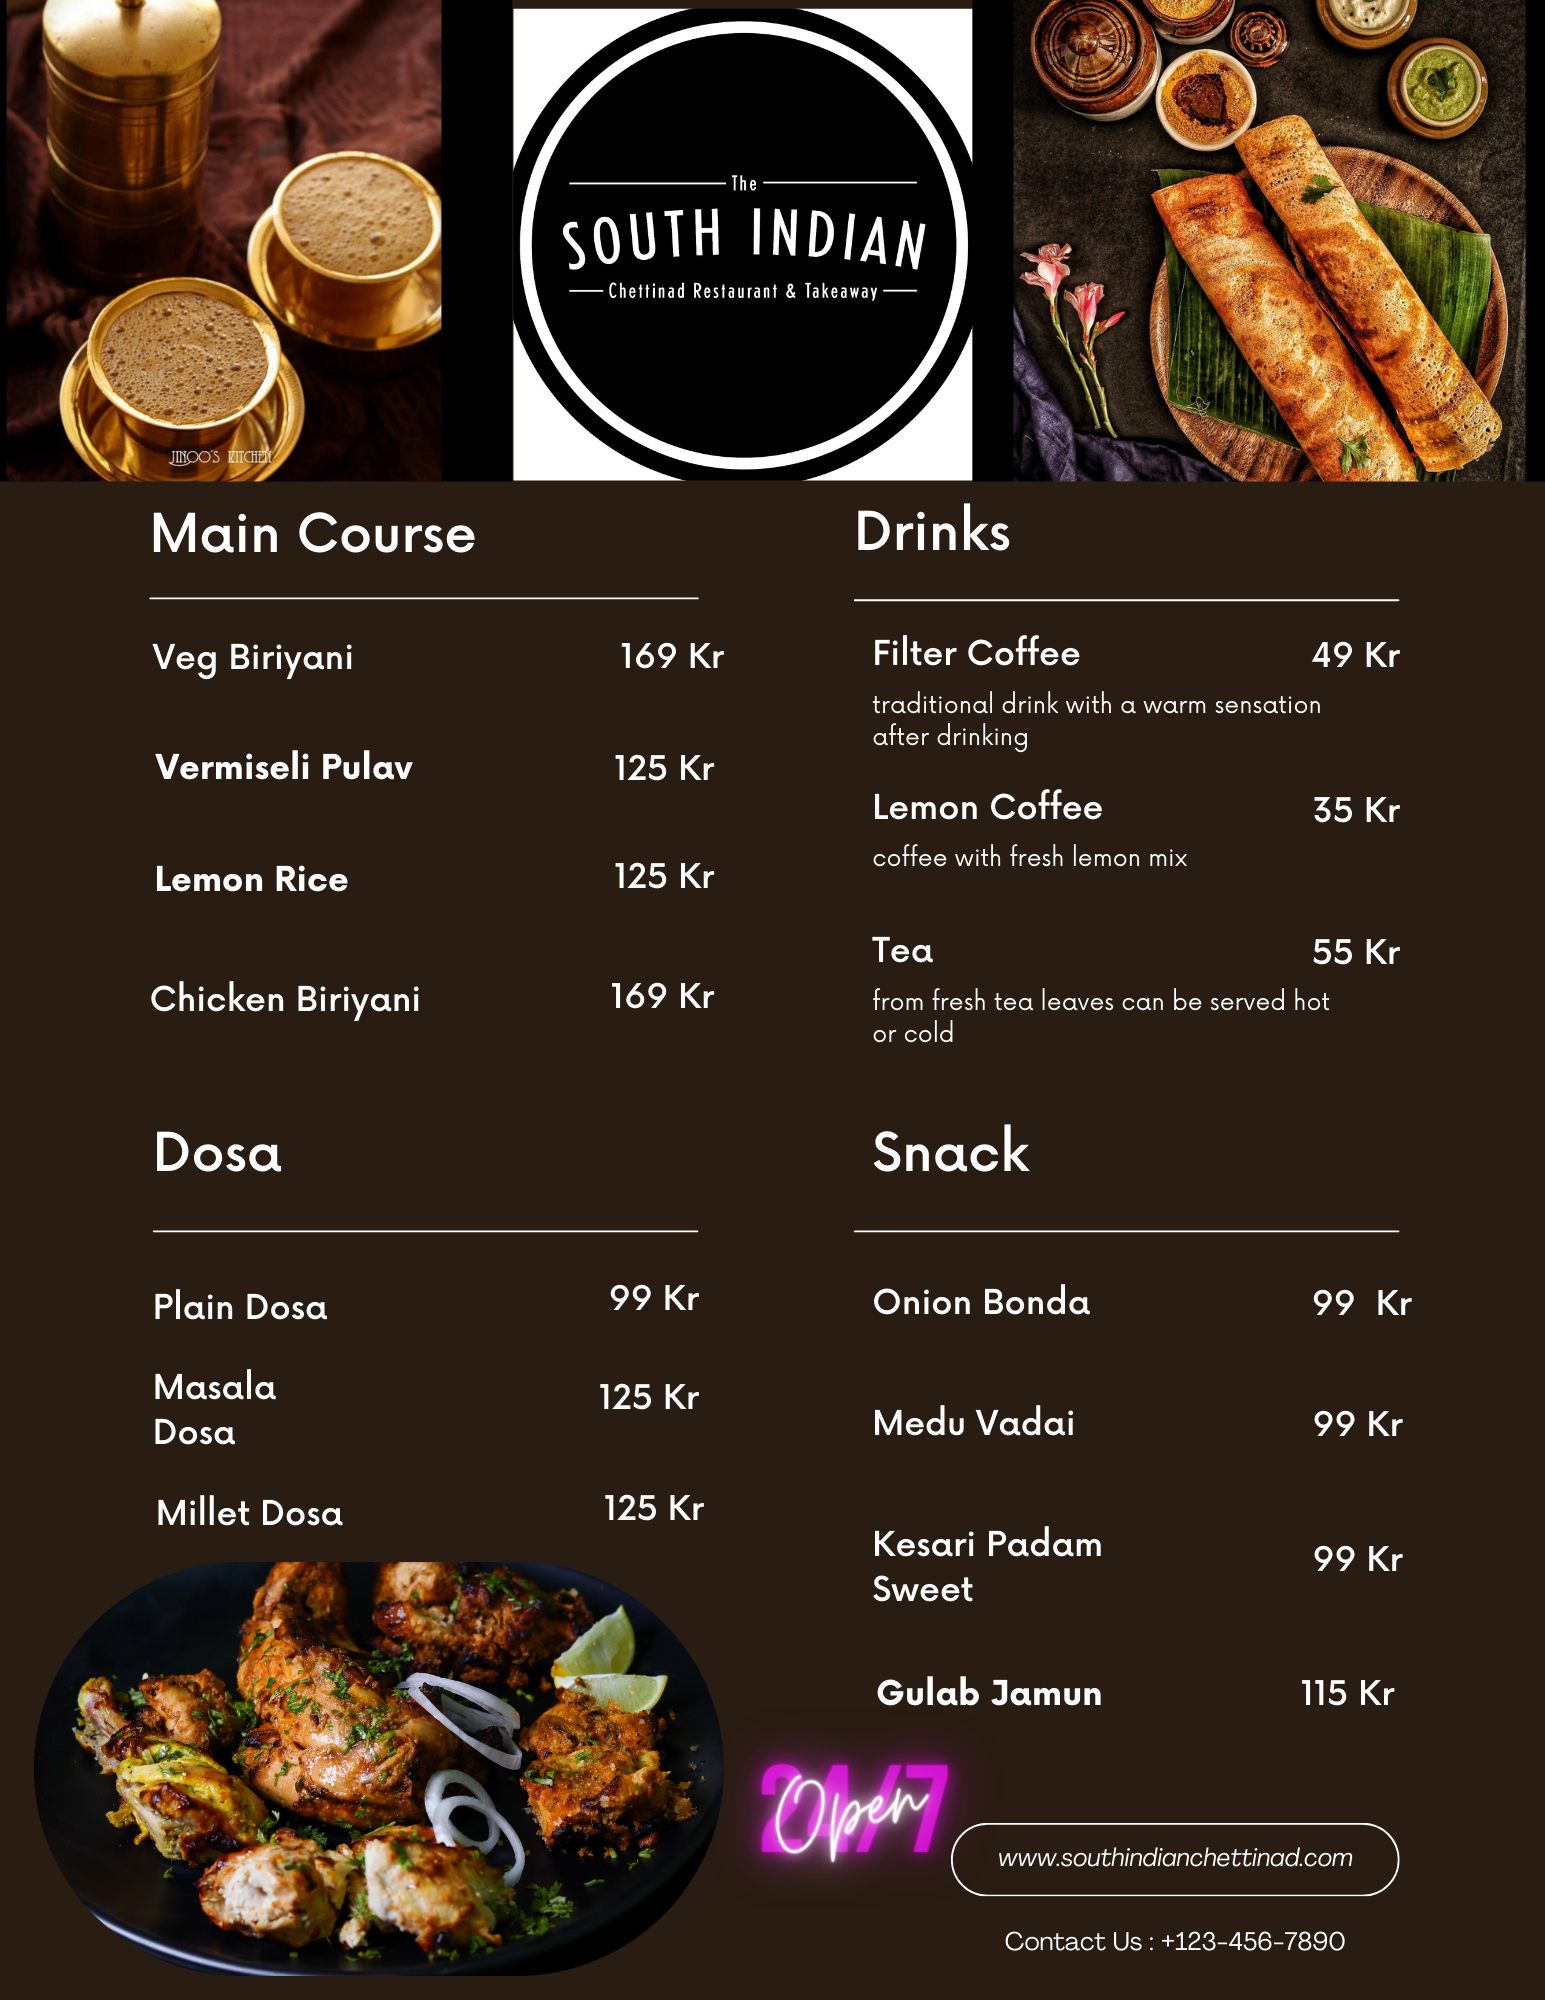 The
SOUTH INDIAN
Chettinad Restaurant & Takeaway
JINOO'S KITCHEN
Main Course
Veg Biriyani 169 Kr
Vermiseli Pulav 125 Kr
Lemon Rice 125 Kr
Chicken Biriyani 169 Kr
Drinks
Filter Coffee 49 Kr
traditional drink with a warm sensation
after drinking
Lemon Coffee 35 Kr
coffee with fresh lemon mix
Tea 55 Kr
from fresh tea leaves can be served hot
or cold
Dosa
Plain Dosa 99 Kr
Masala
Dosa 125 Kr
Millet Dosa 125 Kr
Snack
Onion Bonda 99 Kr
Medu Vadai 99 Kr
Kesari Padam
Sweet 99 Kr
Gulab Jamun 115 Kr
24/7
Open
www.southindianchettinad.com
Contact Us : +123-456-7890